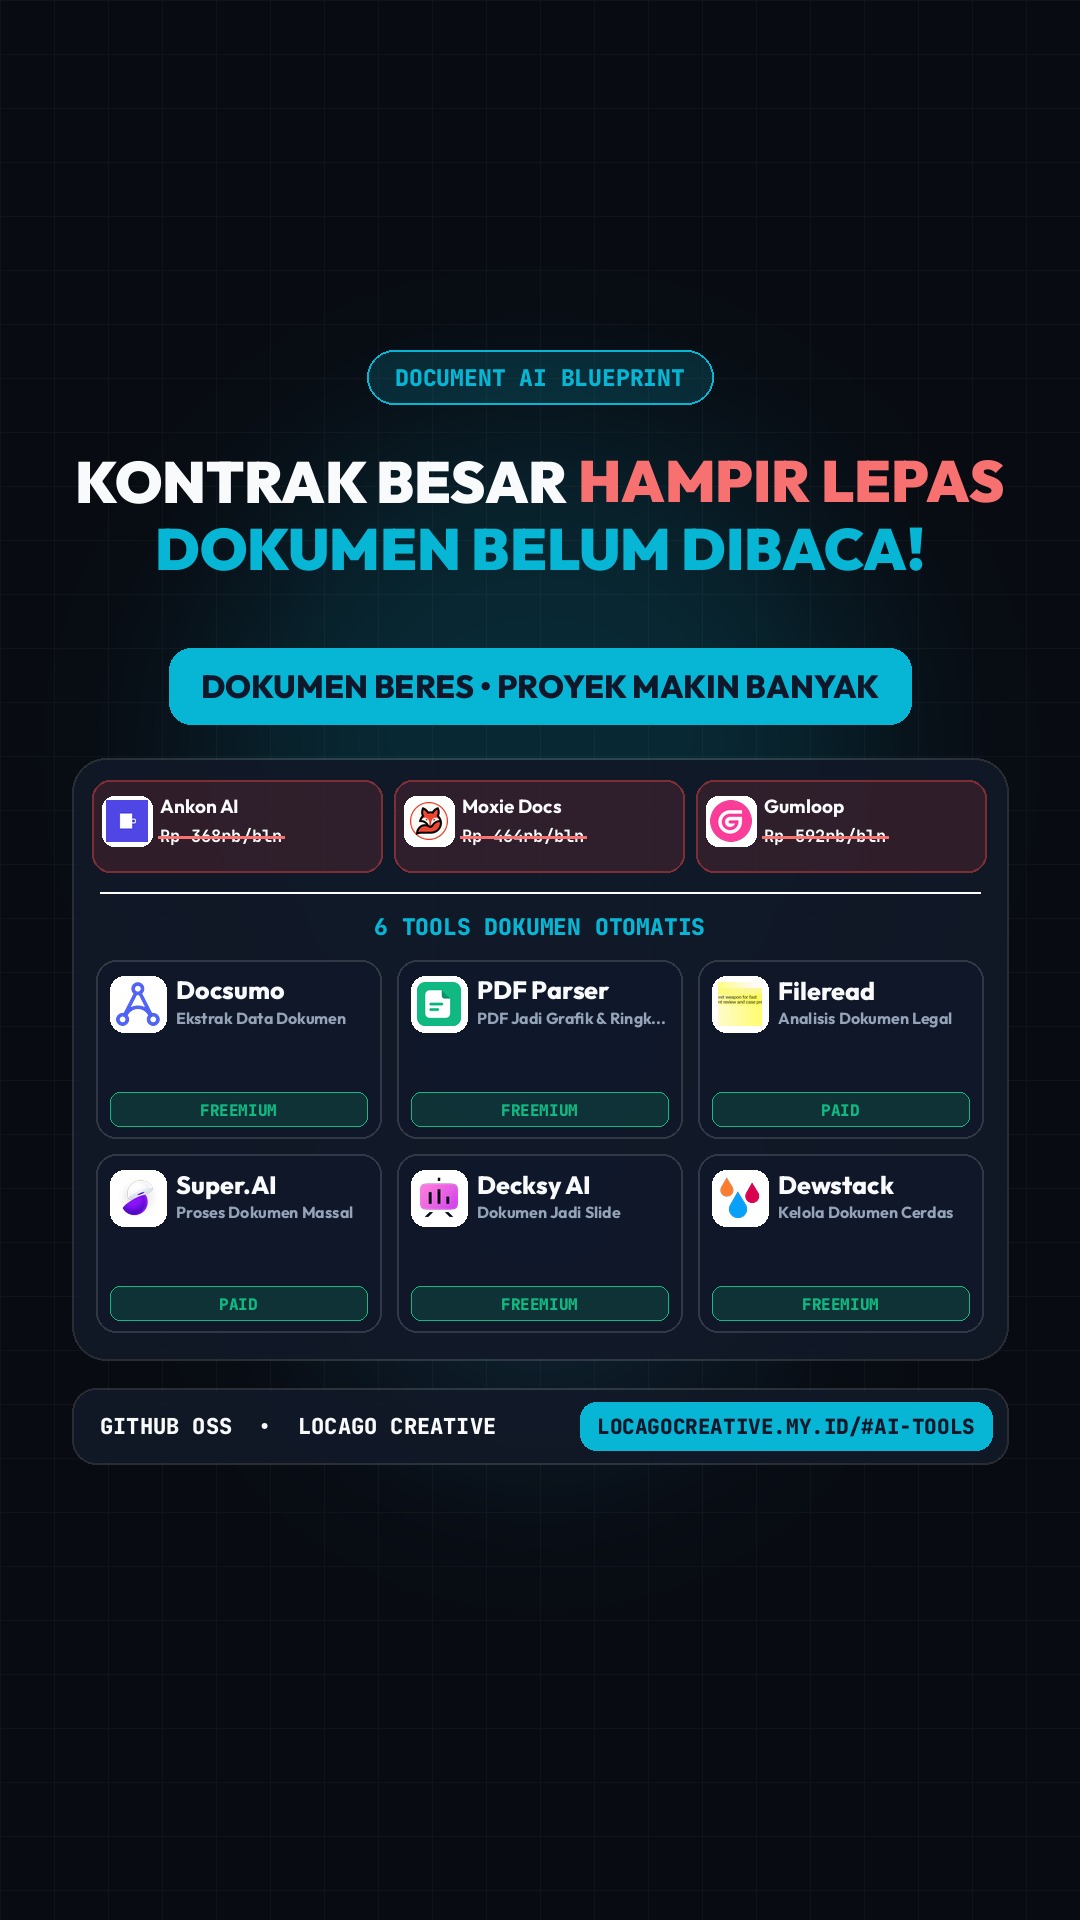 DOCUMENT AI BLUEPRINT
KONTRAK BESAR HAMPIR LEPAS
DOKUMEN BELUM DIBACA!
DOKUMEN BERES • PROYEK MAKIN BANYAK
Ankon AI
Rp 368rb/bln
Moxie Docs
Rp 464rb/bln
Gumloop
Rp 592rb/bln
6 TOOLS DOKUMEN OTOMATIS
Docsumo
Ekstrak Data Dokumen
FREEMIUM
PDF Parser
PDF Jadi Grafik & Ringk...
FREEMIUM
Fileread
Analisis Dokumen Legal
PAID
Super.AI
Proses Dokumen Massal
PAID
Decksy AI
Dokumen Jadi Slide
FREEMIUM
Dewstack
Kelola Dokumen Cerdas
FREEMIUM
GITHUB OSS • LOCAGO CREATIVE
LOCAGOCREATIVE.MY.ID/#AI-TOOLS